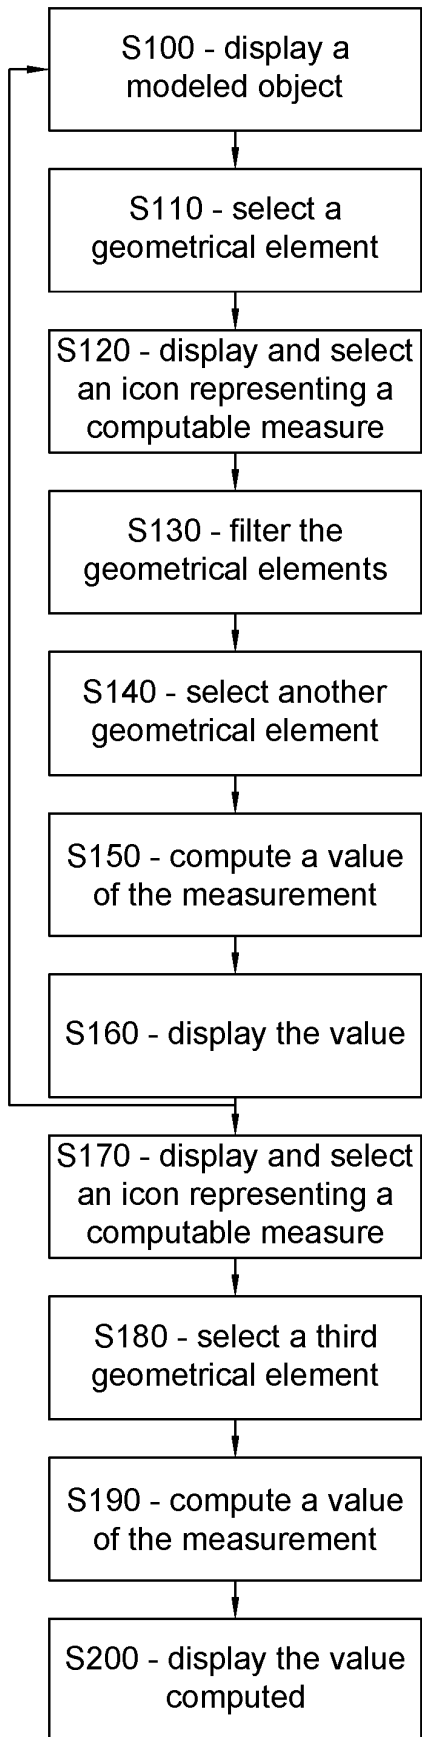 S100 - display a
modeled object
S110 - select a
geometrical element
S120 - display and select
an icon representing a
computable measure
S130 - filter the
geometrical elements
S140 - select another
geometrical element
S150 - compute a value
of the measurement
S160 - display the value
S170 - display and select
an icon representing a
computable measure
S180 - select a third
geometrical element
S190 - compute a value
of the measurement
S200 - display the value
computed